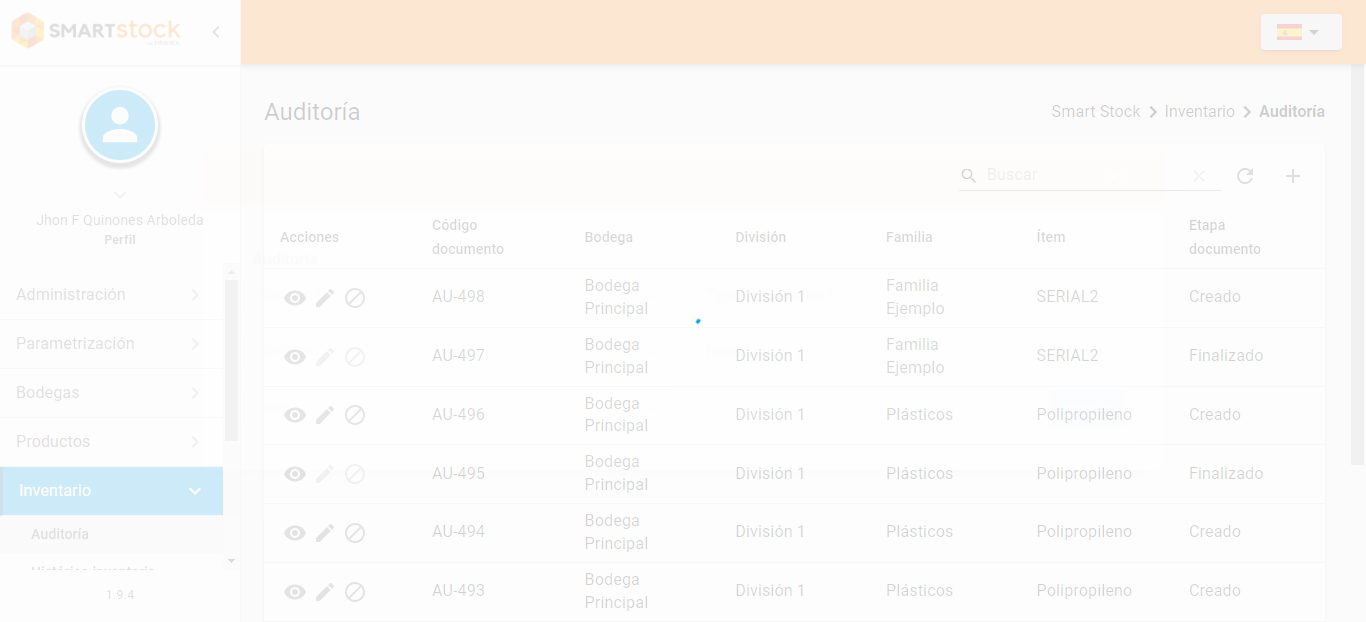 SMARTstock
Auditoría
Smart Stock
Inventario
Auditoría
Buscar
Jhon F Quinones Arboleda
Perfil
Administración
Parametrización
Bodegas
Productos
Inventario
Auditoría
Histórico inventario
1.9.4
Acciones
Código
documento
Bodega
División
Familia
Ítem
Etapa
documento
AU-498
Bodega
Principal
División 1
Familia
Ejemplo
SERIAL2
Creado
AU-497
Bodega
Principal
División 1
Familia
Ejemplo
SERIAL2
Finalizado
AU-496
Bodega
Principal
División 1
Plásticos
Polipropileno
Creado
AU-495
Bodega
Principal
División 1
Plásticos
Polipropileno
Finalizado
AU-494
Bodega
Principal
División 1
Plásticos
Polipropileno
Creado
AU-493
Bodega
Principal
División 1
Plásticos
Polipropileno
Creado